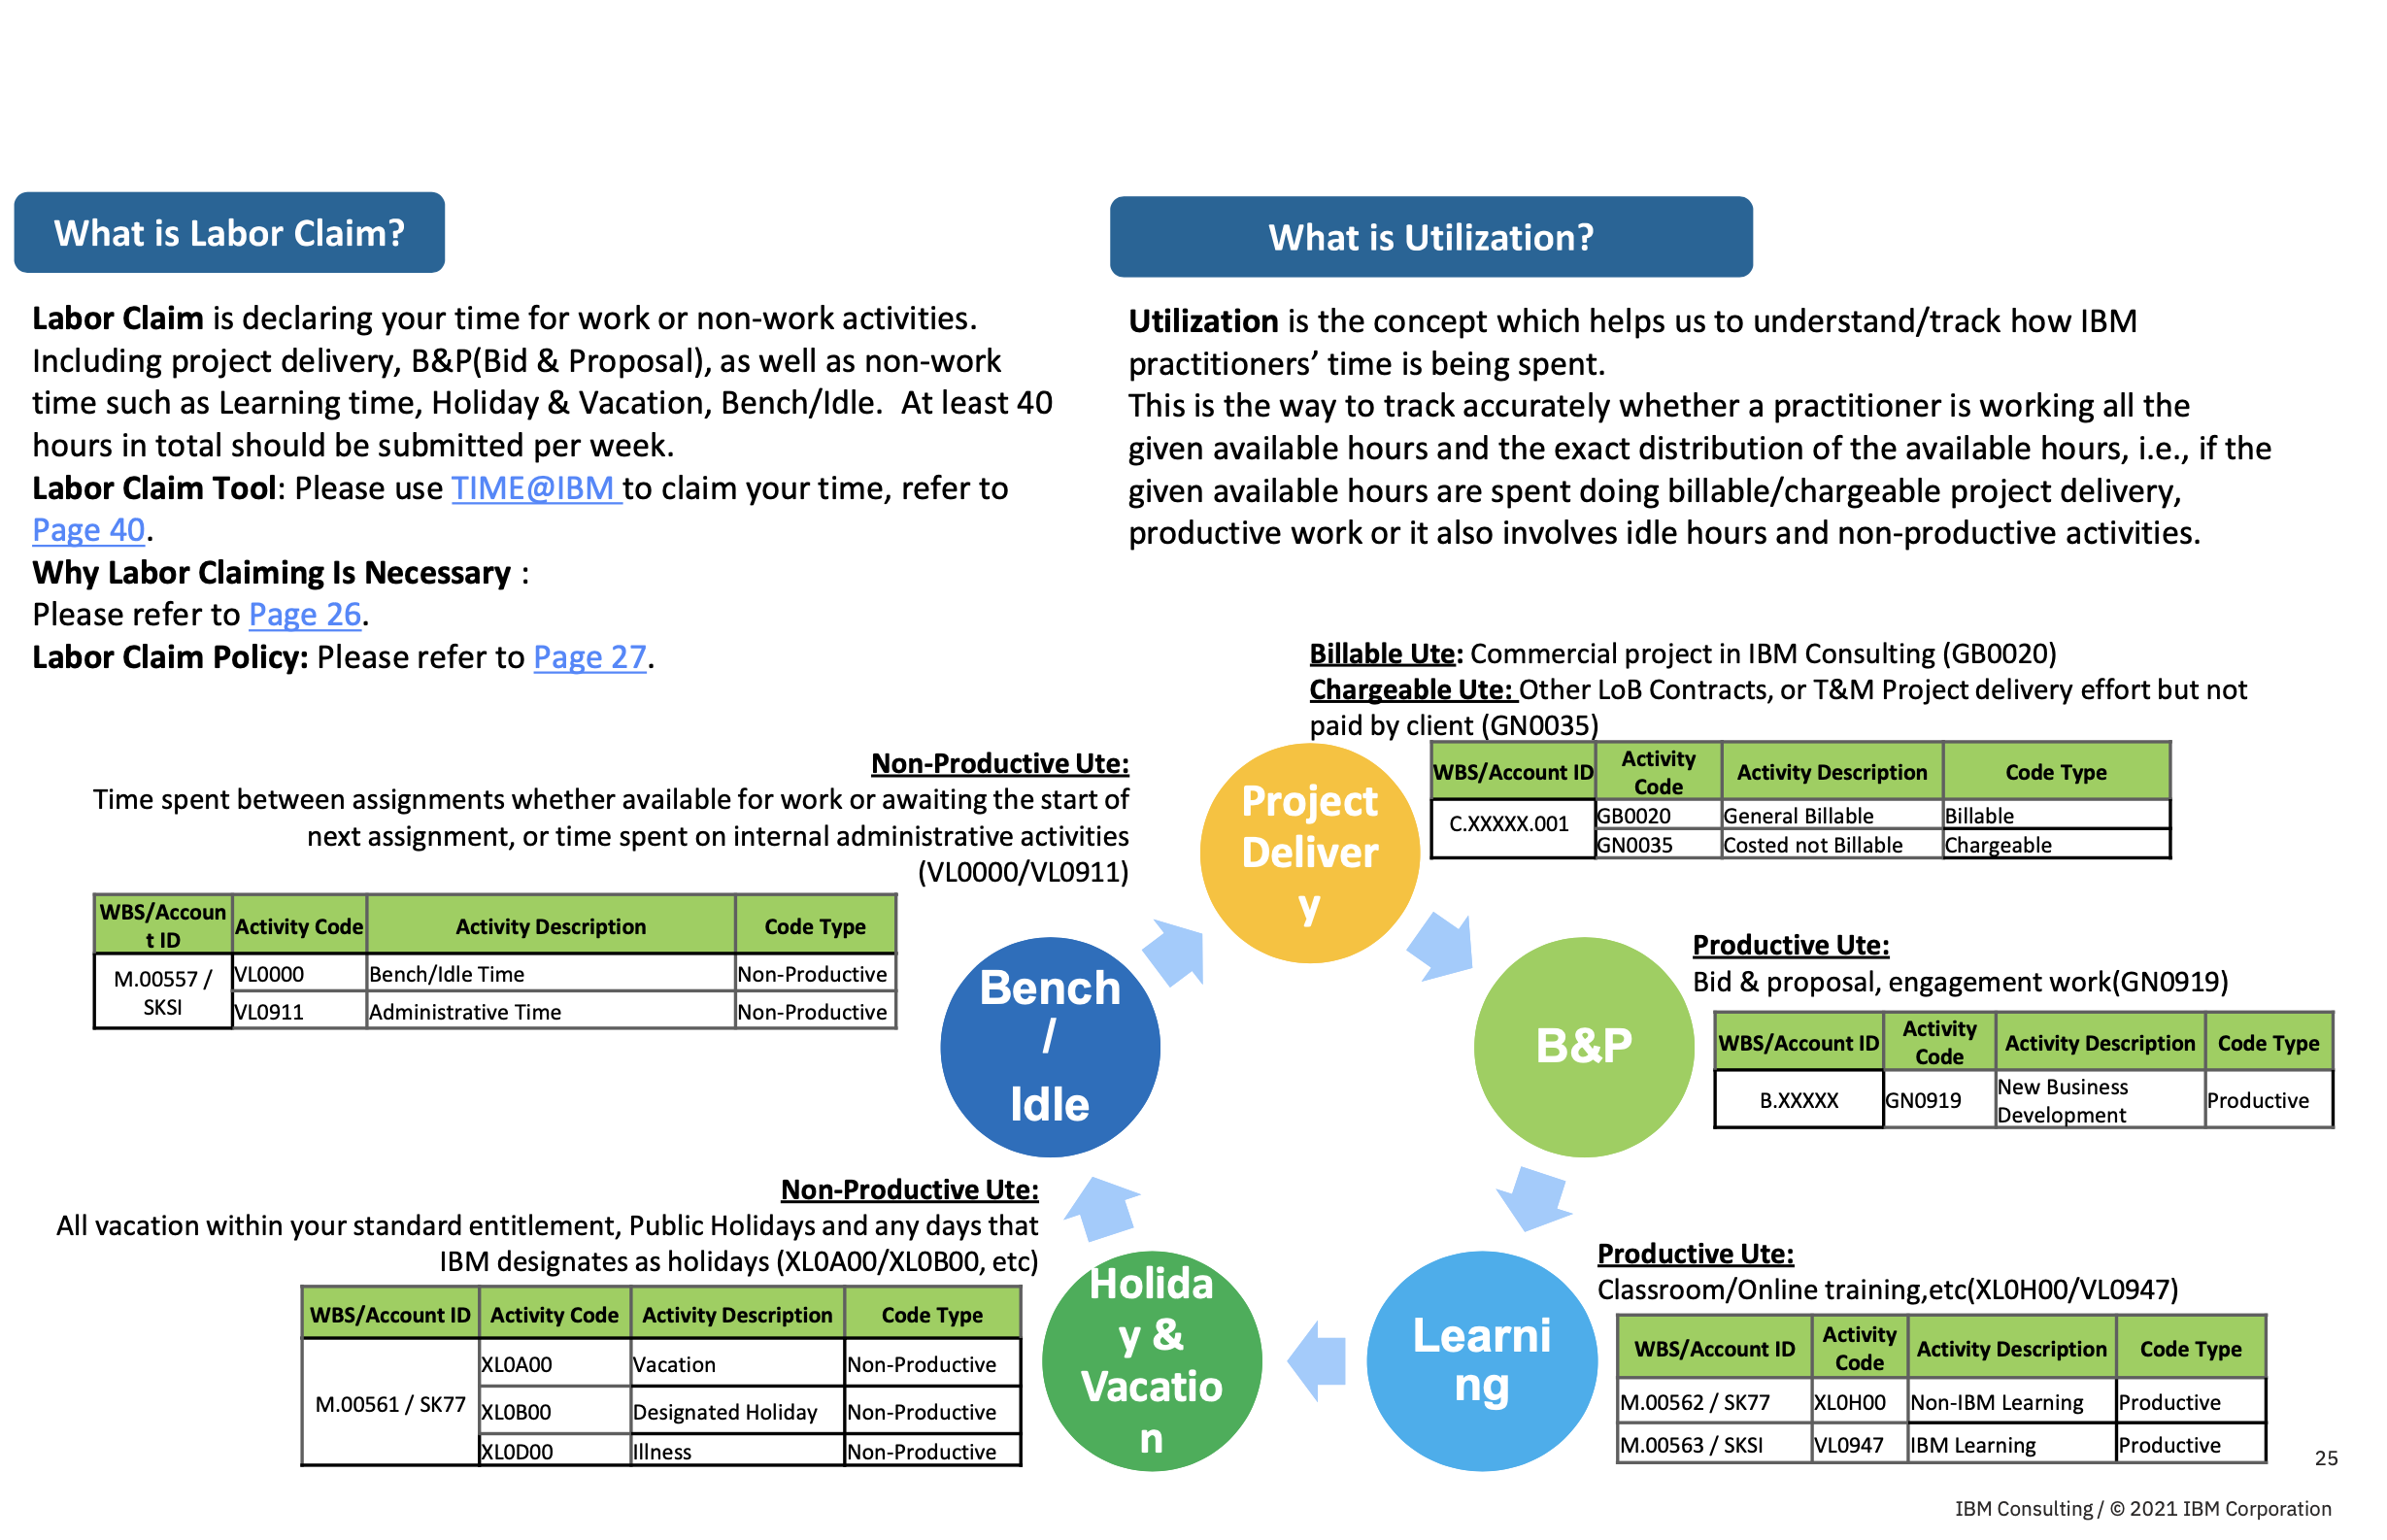 What is Labor Claim?
Labor Claim is declaring your time for work or non-work activities.
Including project delivery, B&P(Bid & Proposal), as well as non-work
time such as Learning time, Holiday & Vacation, Bench/Idle.  At least 40
hours in total should be submitted per week.
Labor Claim Tool: Please use TIME@IBM to claim your time, refer to
Page 40.
Why Labor Claiming Is Necessary :
Please refer to Page 26.
Labor Claim Policy: Please refer to Page 27.
What is Utilization?
Utilization is the concept which helps us to understand/track how IBM
practitioners’ time is being spent.
This is the way to track accurately whether a practitioner is working all the
given available hours and the exact distribution of the available hours, i.e., if the
given available hours are spent doing billable/chargeable project delivery,
productive work or it also involves idle hours and non-productive activities.
Billable Ute: Commercial project in IBM Consulting (GB0020)
Chargeable Ute: Other LoB Contracts, or T&M Project delivery effort but not
paid by client (GN0035)
WBS/Account ID Activity Code Activity Description Code Type
C.XXXXX.001 GB0020 General Billable Billable
GN0035 Costed not Billable Chargeable
Project
Deliver
y
Productive Ute:
Bid & proposal, engagement work(GN0919)
WBS/Account ID Activity Code Activity Description Code Type
B.XXXXX GN0919 New Business Development Productive
B&P
Productive Ute:
Classroom/Online training,etc(XL0H00/VL0947)
WBS/Account ID Activity Code Activity Description Code Type
M.00562 / SK77 XL0H00 Non-IBM Learning Productive
M.00563 / SKSI VL0947 IBM Learning Productive
Learni
ng
Non-Productive Ute:
All vacation within your standard entitlement, Public Holidays and any days that
IBM designates as holidays (XL0A00/XL0B00, etc)
WBS/Account ID Activity Code Activity Description Code Type
M.00561 / SK77 XL0A00 Vacation Non-Productive
XL0B00 Designated Holiday Non-Productive
XL0D00 Illness Non-Productive
Holida
y &
Vacatio
n
Non-Productive Ute:
Time spent between assignments whether available for work or awaiting the start of
next assignment, or time spent on internal administrative activities
(VL0000/VL0911)
WBS/Accoun t ID Activity Code Activity Description Code Type
M.00557 / SKSI VL0000 Bench/Idle Time Non-Productive
VL0911 Administrative Time Non-Productive
Bench
/
Idle
25
IBM Consulting / © 2021 IBM Corporation